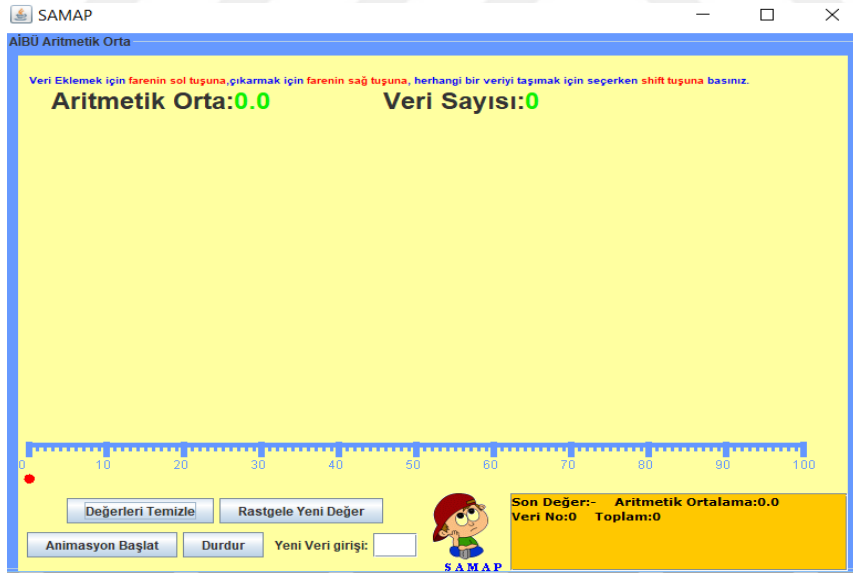 SAMAP
AİBÜ Aritmetik Orta
Veri Eklemek için farenin sol tuşuna,çıkarmak için farenin sağ tuşuna, herhangi bir veriyi taşımak için seçerken shift tuşuna basınız.
Aritmetik Orta:0.0 Veri Sayısı:0
0 10 20 30 40 50 60 70 80 90 100
Değerleri Temizle Rastgele Yeni Değer
Animasyon Başlat Durdur Yeni Veri girişi:
SAMAP
Son Değer:- Aritmetik Ortalama:0.0
Veri No:0 Toplam:0